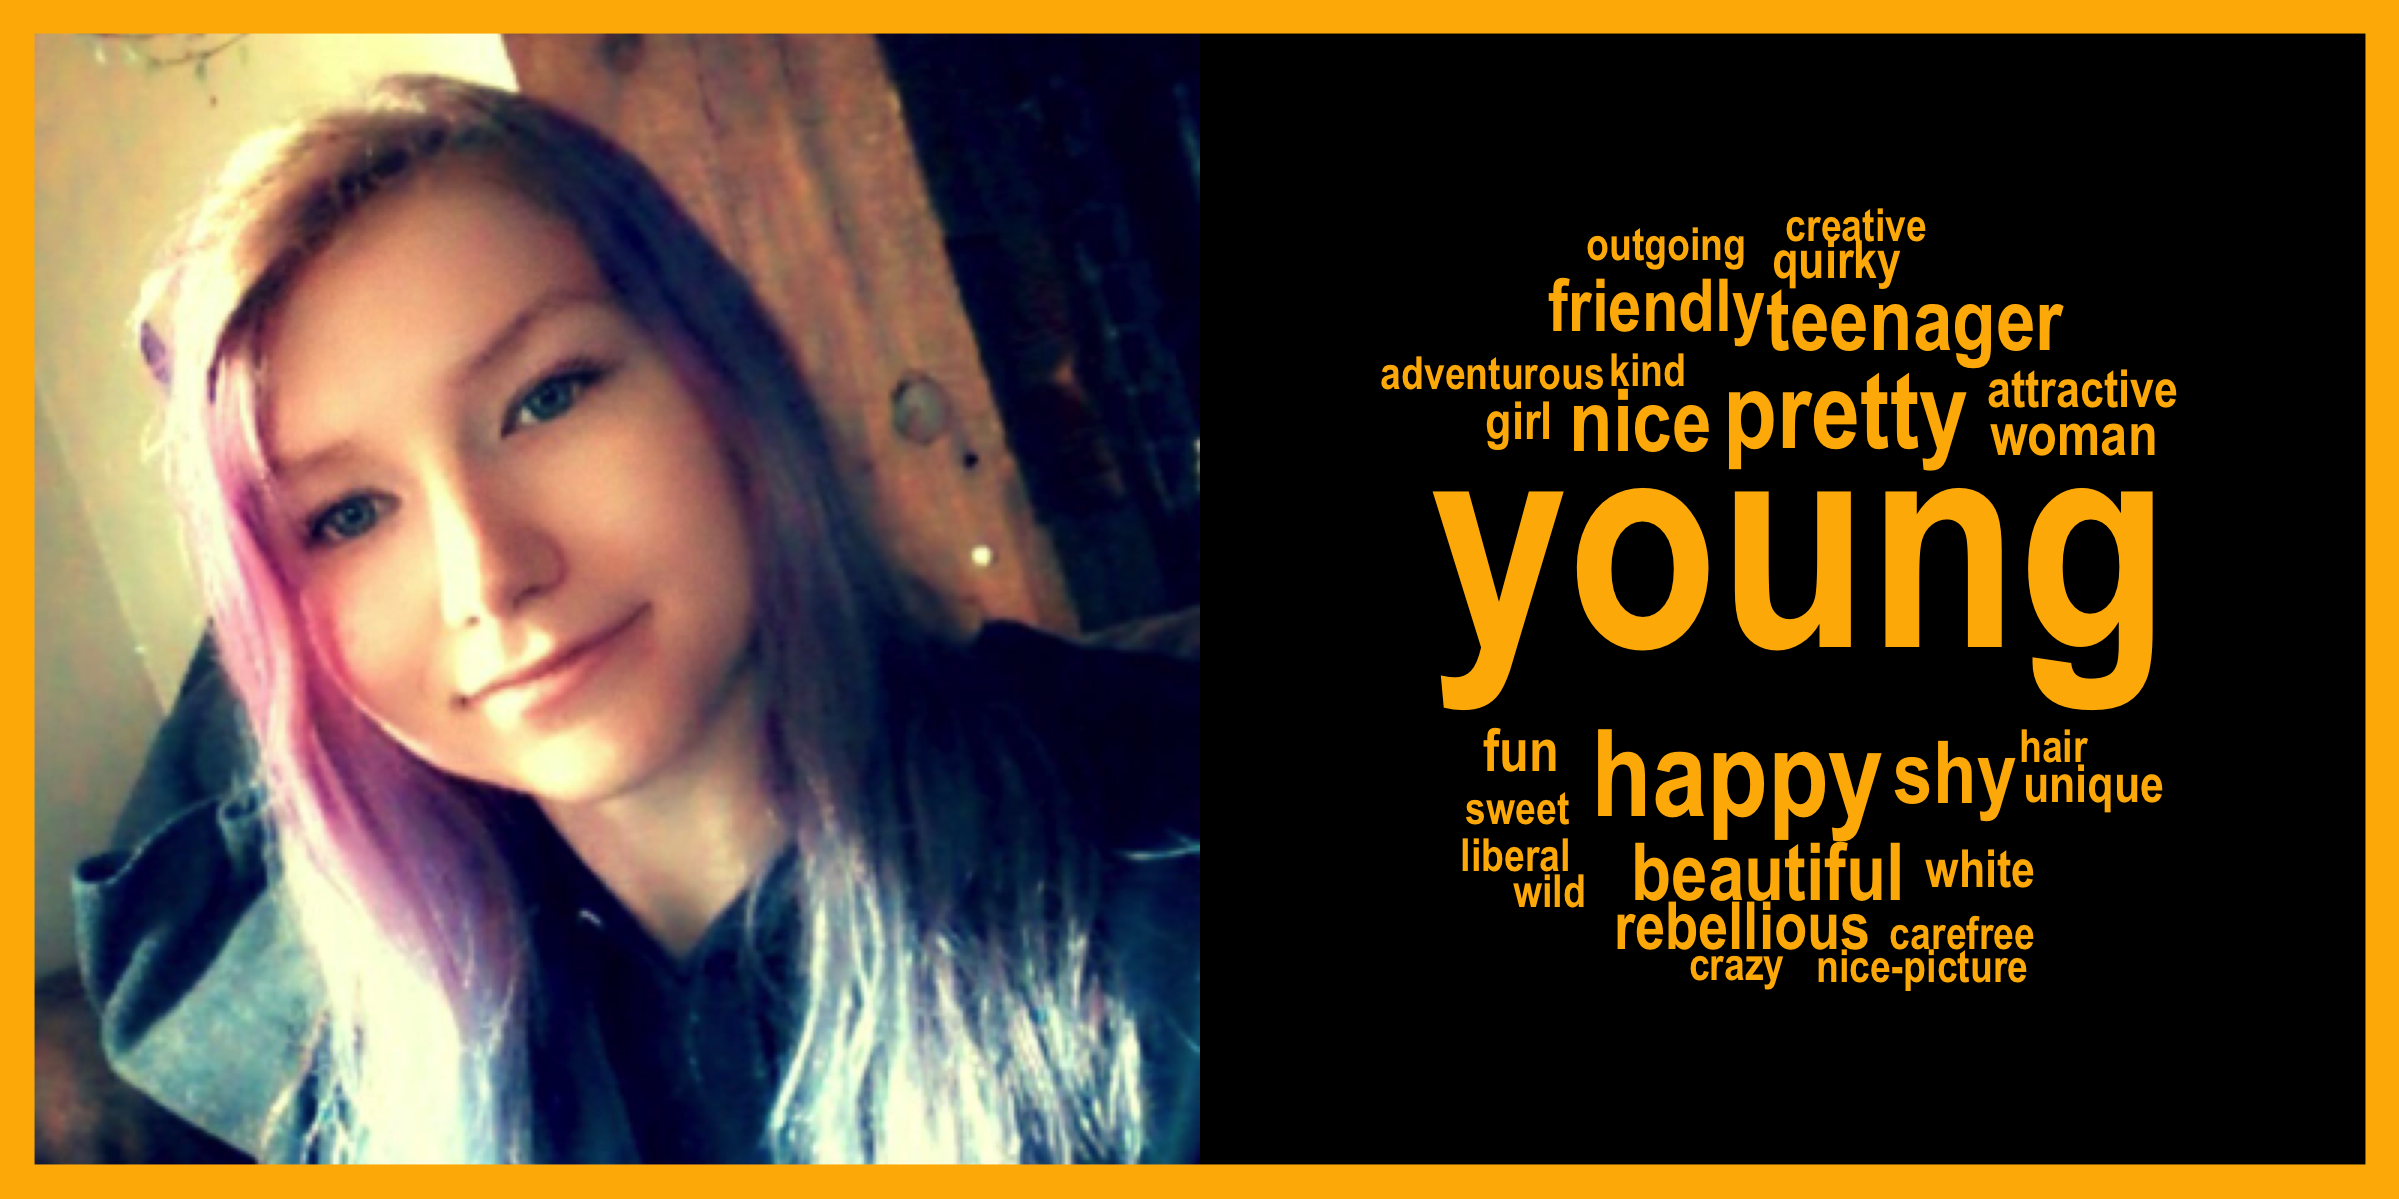 creative
outgoing
quirky
friendly teenager
adventurous kind
attractive
girl nice pretty woman
young
fun happy shy hair
unique
sweet
liberal
beautiful white
wild
rebellious carefree
crazy nice-picture